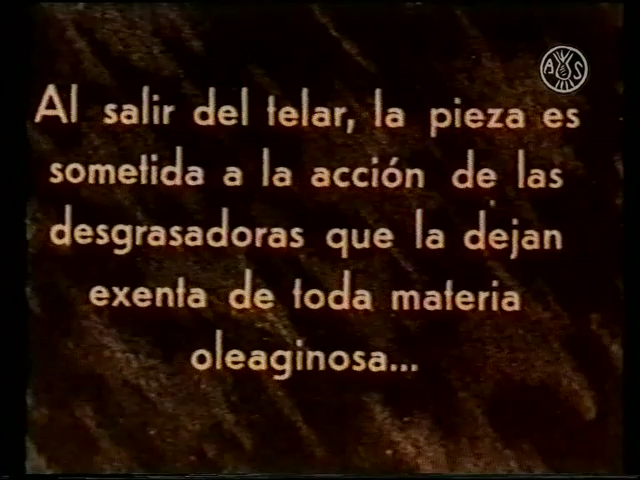 A S
Al salir del telar, la pieza es
sometida a la acción de las
desgrasadoras que la dejan
exenta de toda materia
oleaginosa...